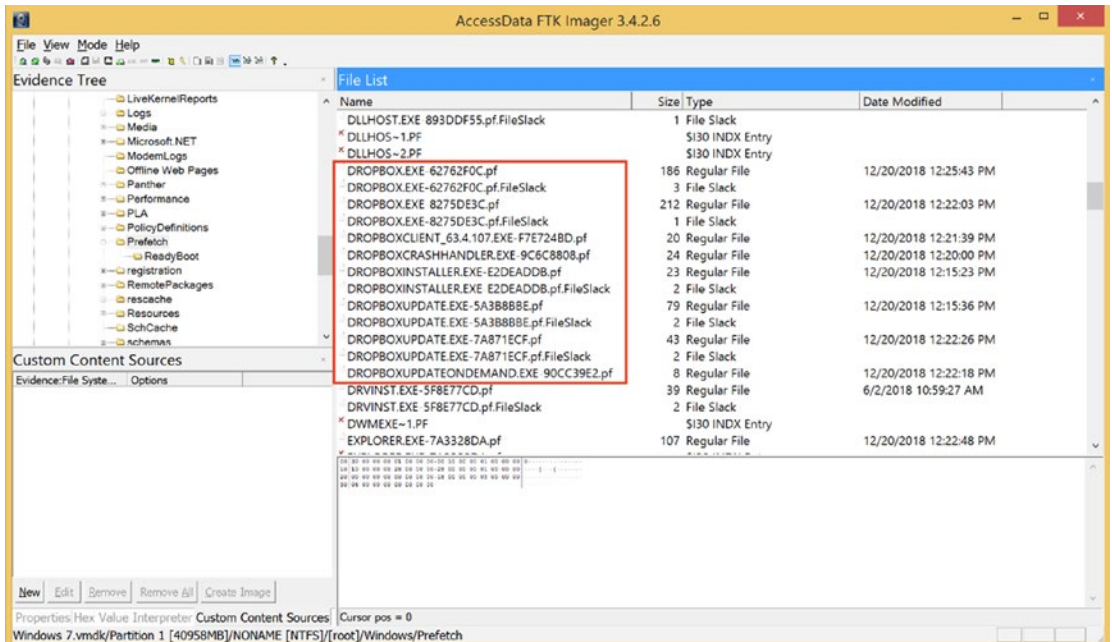 AccessData FTK Imager 3.4.2.6
File View Mode Help
Evidence Tree
LiveKernelReports
Logs
Media
Microsoft.NET
ModemLogs
Offline Web Pages
Panther
Performance
PLA
PolicyDefinitions
Prefetch
ReadyBoot
registration
RemotePackages
rescache
Resources
SchCache
schemas
Custom Content Sources
Evidence:File Syste... Options
New Edit Remove Remove All Create Image
Properties Hex Value Interpreter Custom Content Sources
File List
Name Size Type Date Modified
DLLHOST.EXE-893DDF55.pf.FileSlack 1 File Slack
DLLHOS~1.PF $I30 INDX Entry
DLLHOS~2.PF $I30 INDX Entry
DROPBOX.EXE-62762F0C.pf 186 Regular File 12/20/2018 12:25:43 PM
DROPBOX.EXE-62762F0C.pf.FileSlack 3 File Slack
DROPBOX.EXE-8275DE3C.pf 212 Regular File 12/20/2018 12:22:03 PM
DROPBOX.EXE-8275DE3C.pf.FileSlack 1 File Slack
DROPBOXCLIENT_63.4.107.EXE-F7E724BD.pf 20 Regular File 12/20/2018 12:21:39 PM
DROPBOXCRASHHANDLER.EXE-9C6C8808.pf 24 Regular File 12/20/2018 12:20:00 PM
DROPBOXINSTALLER.EXE-E2DEADDB.pf 23 Regular File 12/20/2018 12:15:23 PM
DROPBOXINSTALLER.EXE-E2DEADDB.pf.FileSlack 2 File Slack
DROPBOXUPDATE.EXE-5A3B8BBE.pf 79 Regular File 12/20/2018 12:15:36 PM
DROPBOXUPDATE.EXE-5A3B8BBE.pf.FileSlack 2 File Slack
DROPBOXUPDATE.EXE-7A871ECF.pf 43 Regular File 12/20/2018 12:22:26 PM
DROPBOXUPDATE.EXE-7A871ECF.pf.FileSlack 2 File Slack
DROPBOXUPDATEONDEMAND.EXE-90CC39E2.pf 8 Regular File 12/20/2018 12:22:18 PM
DRVINST.EXE-5F8E77CD.pf 39 Regular File 6/2/2018 10:59:27 AM
DRVINST.EXE-5F8E77CD.pf.FileSlack 2 File Slack
DWMEXE~1.PF $I30 INDX Entry
EXPLORER.EXE-7A3328DA.pf 107 Regular File 12/20/2018 12:22:48 PM
Cursor pos = 0
Windows 7.vmdk/Partition 1 [40958MB]/NONAME [NTFS]/[root]/Windows/Prefetch